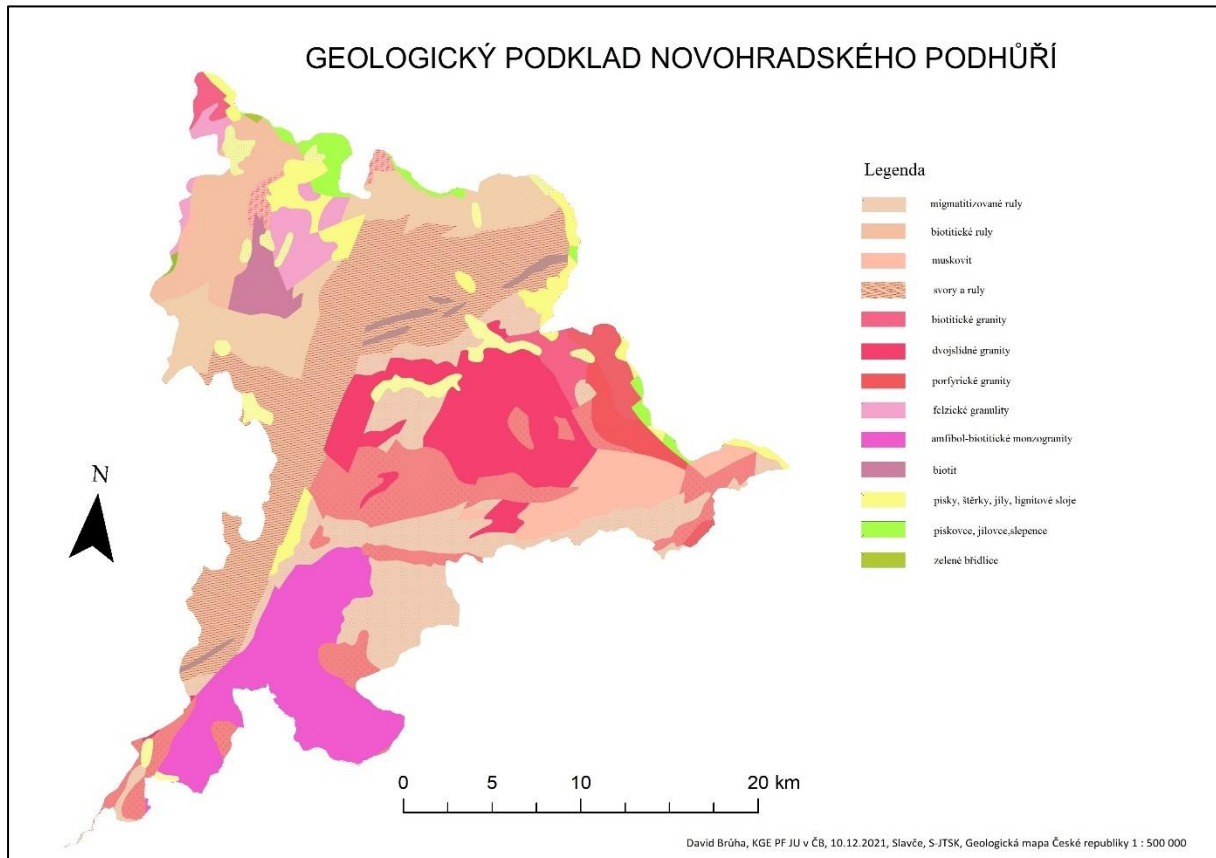 GEOLOGICKÝ PODKLAD NOVOHRADSKÉHO PODHŮŘÍ
Legenda
migmatitizované ruly
biotitické ruly
muskovit
svory a ruly
biotitické granity
dvojslídné granity
porfyrické granity
felzické granulity
amfibol-biotitické monzogranity
biotit
písky, štěrky, jíly, lignitové sloje
pískovce, jílovce,slepence
zelené břidlice
N
0 5 10 20 km
David Brůha, KGE PF JU v ČB, 10.12.2021, Slavče, S-JTSK, Geologická mapa České republiky 1 : 500 000